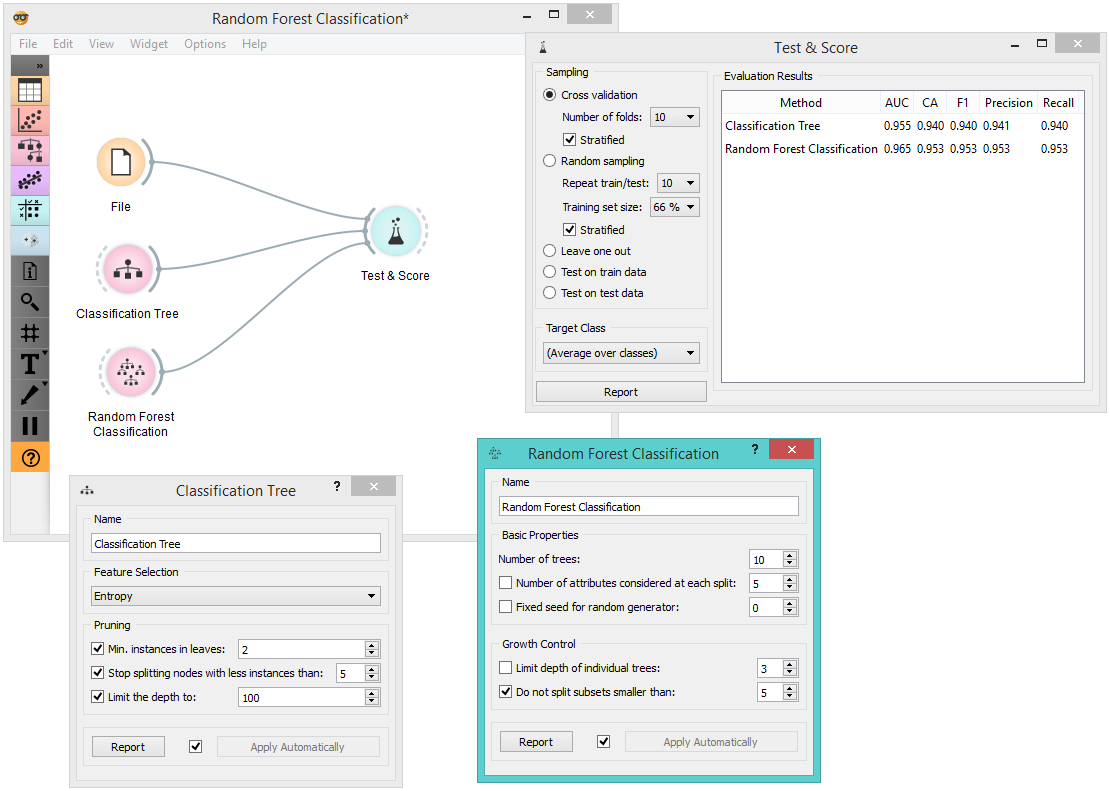 Random Forest Classification*
File Edit View Widget Options Help
»
File
Classification Tree
Random Forest
Classification
Test & Score
Test & Score
Sampling
Cross validation
Number of folds: 10
Stratified
Random sampling
Repeat train/test: 10
Training set size: 66 %
Stratified
Leave one out
Test on train data
Test on test data
Target Class
(Average over classes)
Report
Evaluation Results
Method AUC CA F1 Precision Recall
Classification Tree 0.955 0.940 0.940 0.941 0.940
Random Forest Classification 0.965 0.953 0.953 0.953 0.953
Classification Tree ?
Name
Classification Tree
Feature Selection
Entropy
Pruning
Min. instances in leaves: 2
Stop splitting nodes with less instances than: 5
Limit the depth to: 100
Report Apply Automatically
Random Forest Classification ?
Name
Random Forest Classification
Basic Properties
Number of trees: 10
Number of attributes considered at each split: 5
Fixed seed for random generator: 0
Growth Control
Limit depth of individual trees: 3
Do not split subsets smaller than: 5
Report Apply Automatically